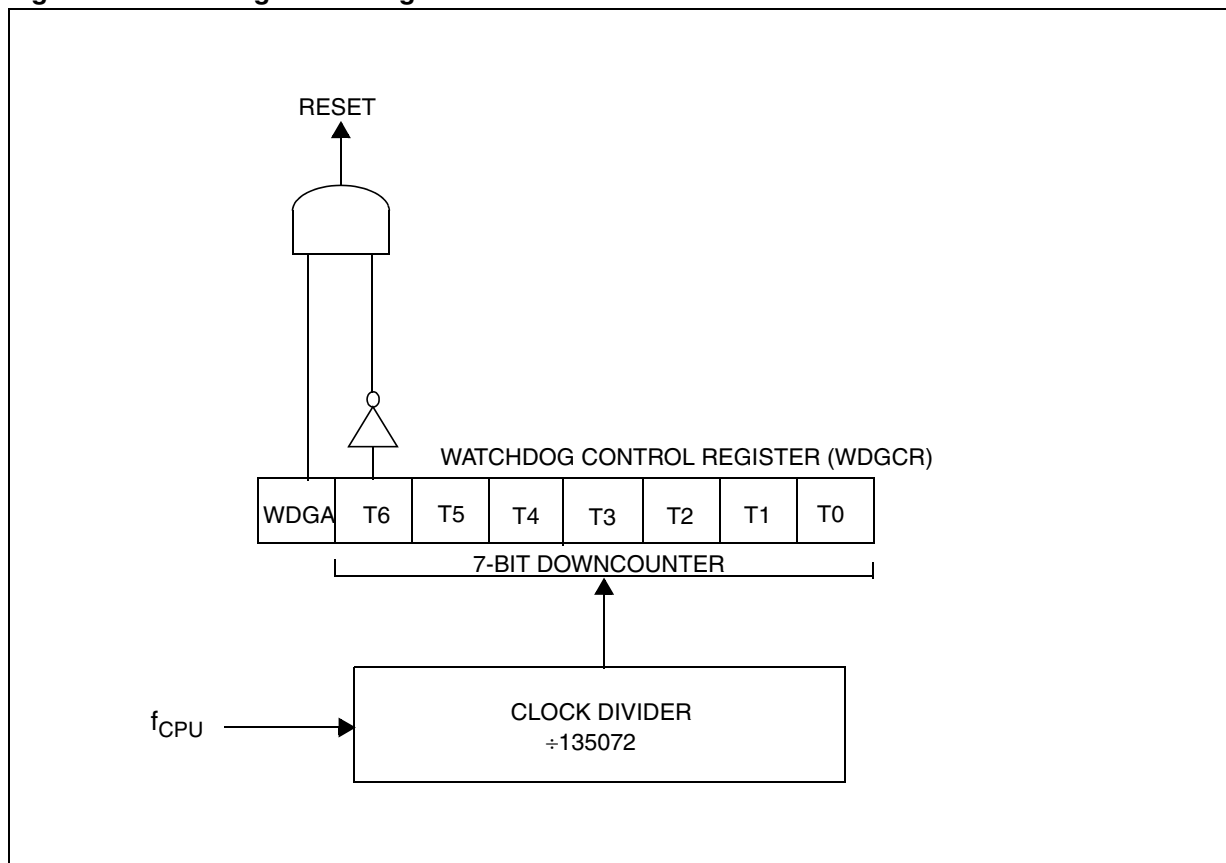 RESET
WATCHDOG CONTROL REGISTER (WDGCR)
WDGA T6 T5 T4 T3 T2 T1 T0
7-BIT DOWNCOUNTER
fCPU
CLOCK DIVIDER
÷135072